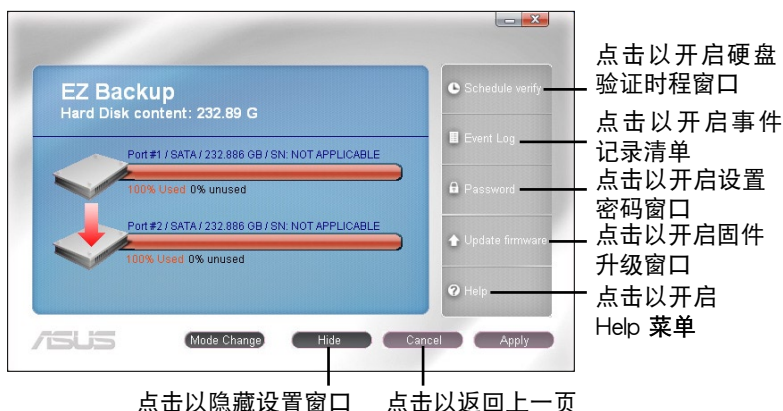 EZ Backup
Hard Disk content: 232.89 G
Port#1 / SATA / 232.886 GB / SN: NOT APPLICABLE
100% Used 0% unused
Port#2 / SATA / 232.886 GB / SN: NOT APPLICABLE
100% Used 0% unused
Schedule verify
Event Log
Password
Update firmware
Help
ASUS
Mode Change
Hide
Cancel
Apply
点击以开启硬盘
验证时程窗口
点击以开启事件
记录清单
点击以开启设置
密码窗口
点击以开启固件
升级窗口
点击以开启
Help 菜单
点击以隐藏设置窗口
点击以返回上一页